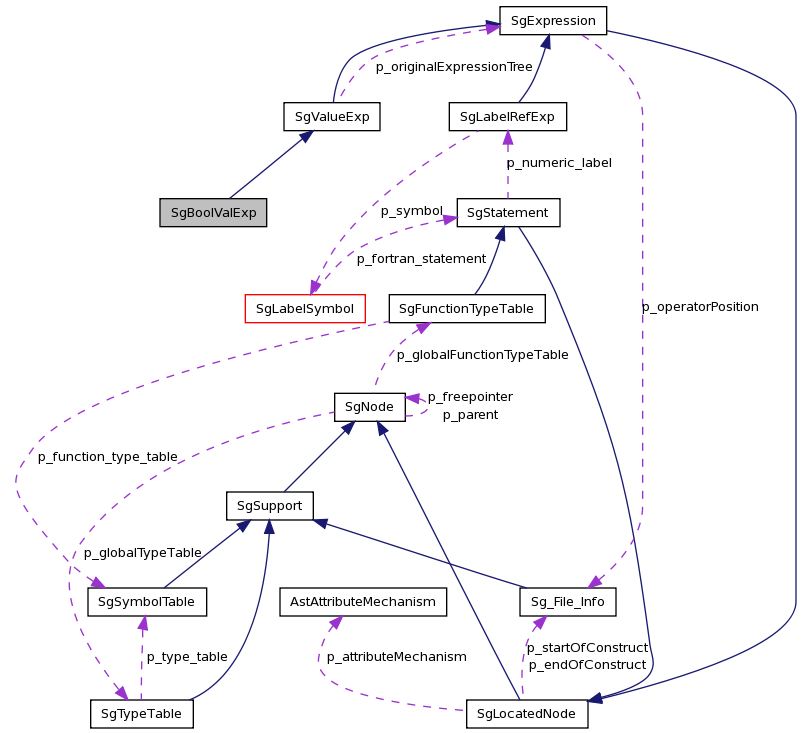 SgExpression
p_originalExpressionTree
SgValueExp
SgLabelRefExp
p_numeric_label
SgBoolValExp
p_symbol
SgStatement
p_fortran_statement
SgLabelSymbol
SgFunctionTypeTable
p_operatorPosition
p_globalFunctionTypeTable
SgNode
p_freepointer
p_parent
p_function_type_table
SgSupport
p_globalTypeTable
SgSymbolTable
AstAttributeMechanism
Sg_File_Info
p_type_table
p_attributeMechanism
p_startOfConstruct
p_endOfConstruct
SgTypeTable
SgLocatedNode